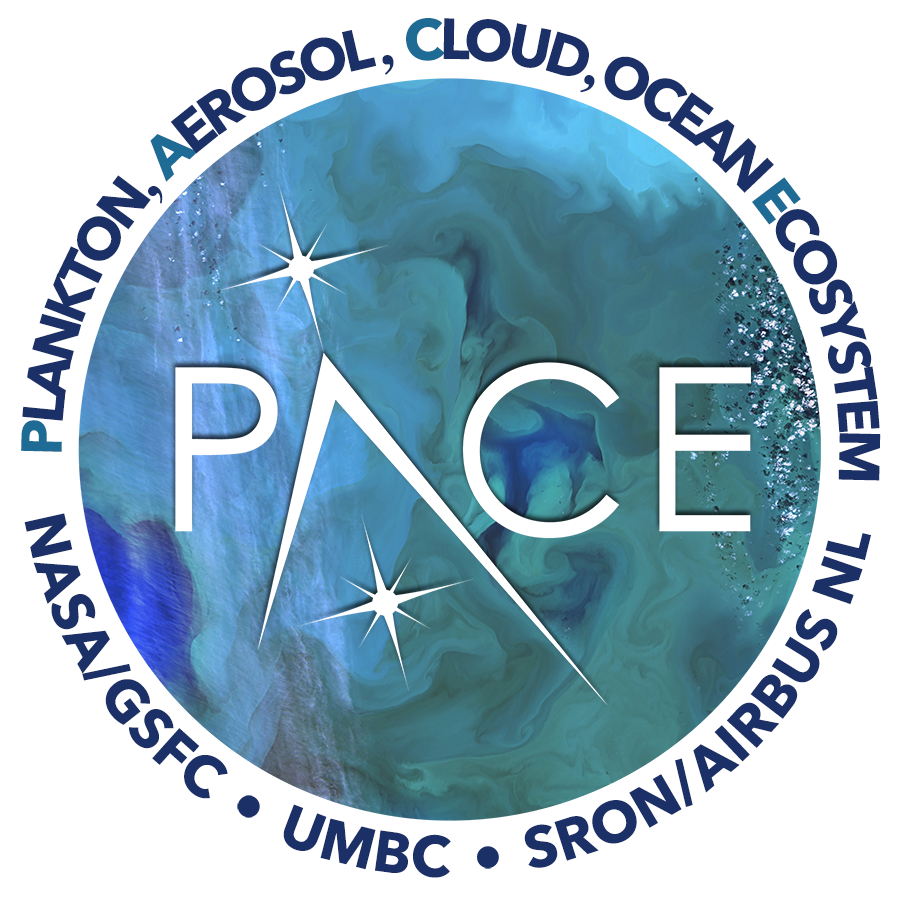 PLANKTON, AEROSOL, CLOUD, OCEAN ECOSYSTEM
PACE
NASA/GSFC • UMBC • SRON/AIRBUS NL